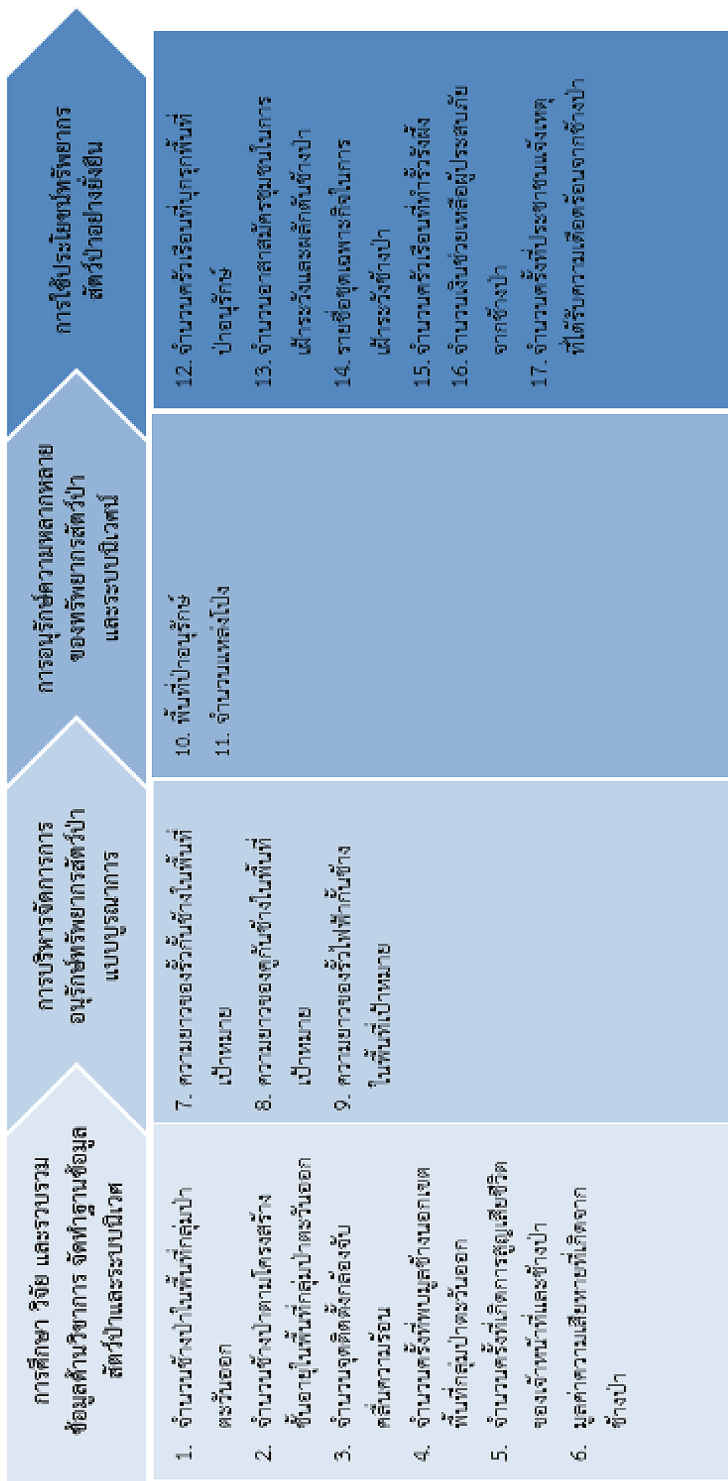 การศึกษา วิจัย และรวบรวม
ข้อมูลด้านวิชาการ จัดทำฐานข้อมูล
สัตว์ป่าและระบบนิเวศ
1. จำนวนช้างป่าในพื้นที่กลุ่มป่า
ตะวันออก
2. จำนวนช้างป่าตามโครงสร้าง
ชั้นอายุในพื้นที่กลุ่มป่าตะวันออก
3. จำนวนจุดติดตั้งกล้องจับ
คลื่นความร้อน
4. จำนวนครั้งที่พบมูลช้างนอกเขต
พื้นที่กลุ่มป่าตะวันออก
5. จำนวนครั้งที่เกิดการสูญเสียชีวิต
ของเจ้าหน้าที่และช้างป่า
6. มูลค่าความเสียหายที่เกิดจาก
ช้างป่า
การบริหารจัดการการ
อนุรักษ์ทรัพยากรสัตว์ป่า
แบบบูรณาการ
7. ความยาวของรั้วกันช้างในพื้นที่
เป้าหมาย
8. ความยาวของคูกันช้างในพื้นที่
เป้าหมาย
9. ความยาวของรั้วไฟฟ้ากันช้าง
ในพื้นที่เป้าหมาย
การอนุรักษ์ความหลากหลาย
ของทรัพยากรสัตว์ป่า
และระบบนิเวศน์
10. พื้นที่ป่าอนุรักษ์
11. จำนวนแหล่งโป่ง
การใช้ประโยชน์ทรัพยากร
สัตว์ป่าอย่างยั่งยืน
12. จำนวนครัวเรือนที่บุกรุกพื้นที่
ป่าอนุรักษ์
13. จำนวนอาสาสมัครชุมชนในการ
เฝ้าระวังและผลักดันช้างป่า
14. รายชื่อชุดเฉพาะกิจในการ
เฝ้าระวังช้างป่า
15. จำนวนครัวเรือนที่ทำรั้วรังผึ้ง
16. จำนวนเงินช่วยเหลือผู้ประสบภัย
จากช้างป่า
17. จำนวนครั้งที่ประชาชนแจ้งเหตุ
ที่ได้รับความเดือดร้อนจากช้างป่า